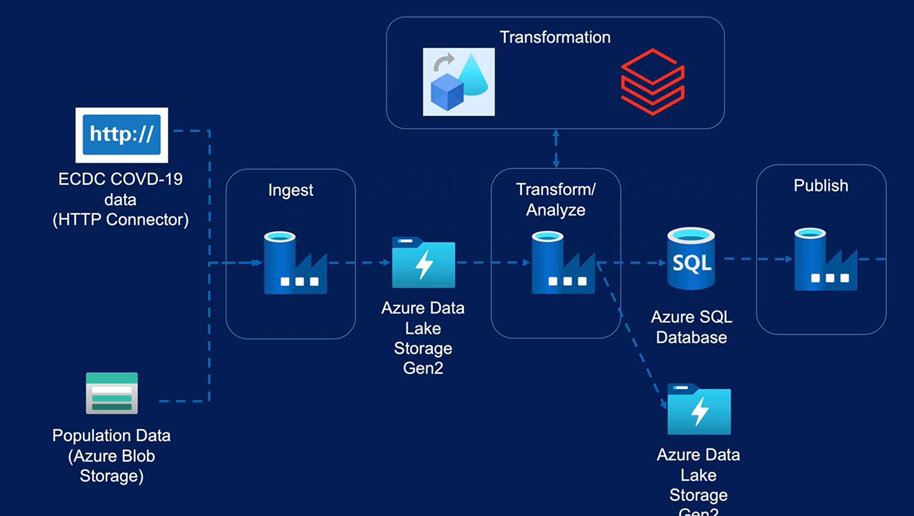 Transformation
http://
ECDC COVD-19
data
(HTTP Connector)
Ingest
Transform/
Analyze
Publish
SQL
Azure Data
Lake
Storage
Gen2
Azure SQL
Database
Population Data
(Azure Blob
Storage)
Azure Data
Lake
Storage
Gen2